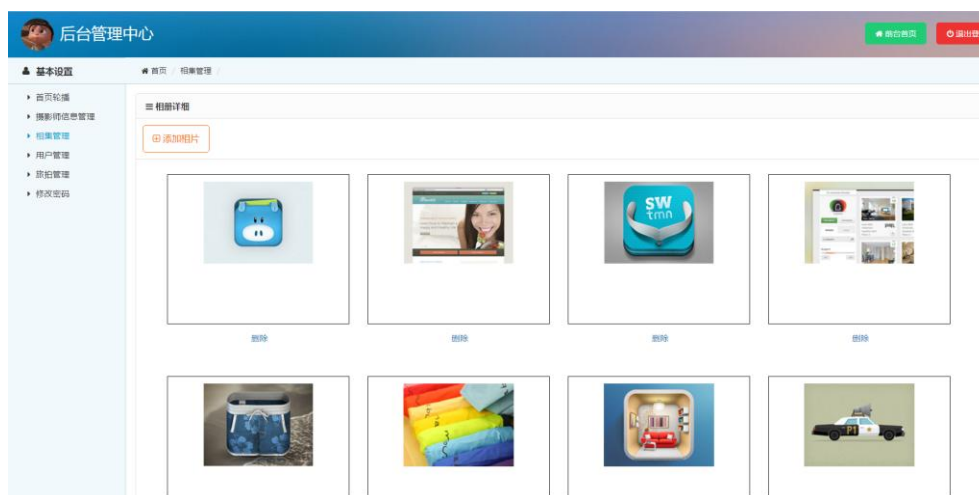 后台管理中心
前台首页
退出登
基本设置
首页 / 相集管理 /
首页轮播
摄影师信息管理
相集管理
用户管理
旅拍管理
修改密码
相册详细
添加相片
SW
tmn
删除
删除
删除
删除
P1